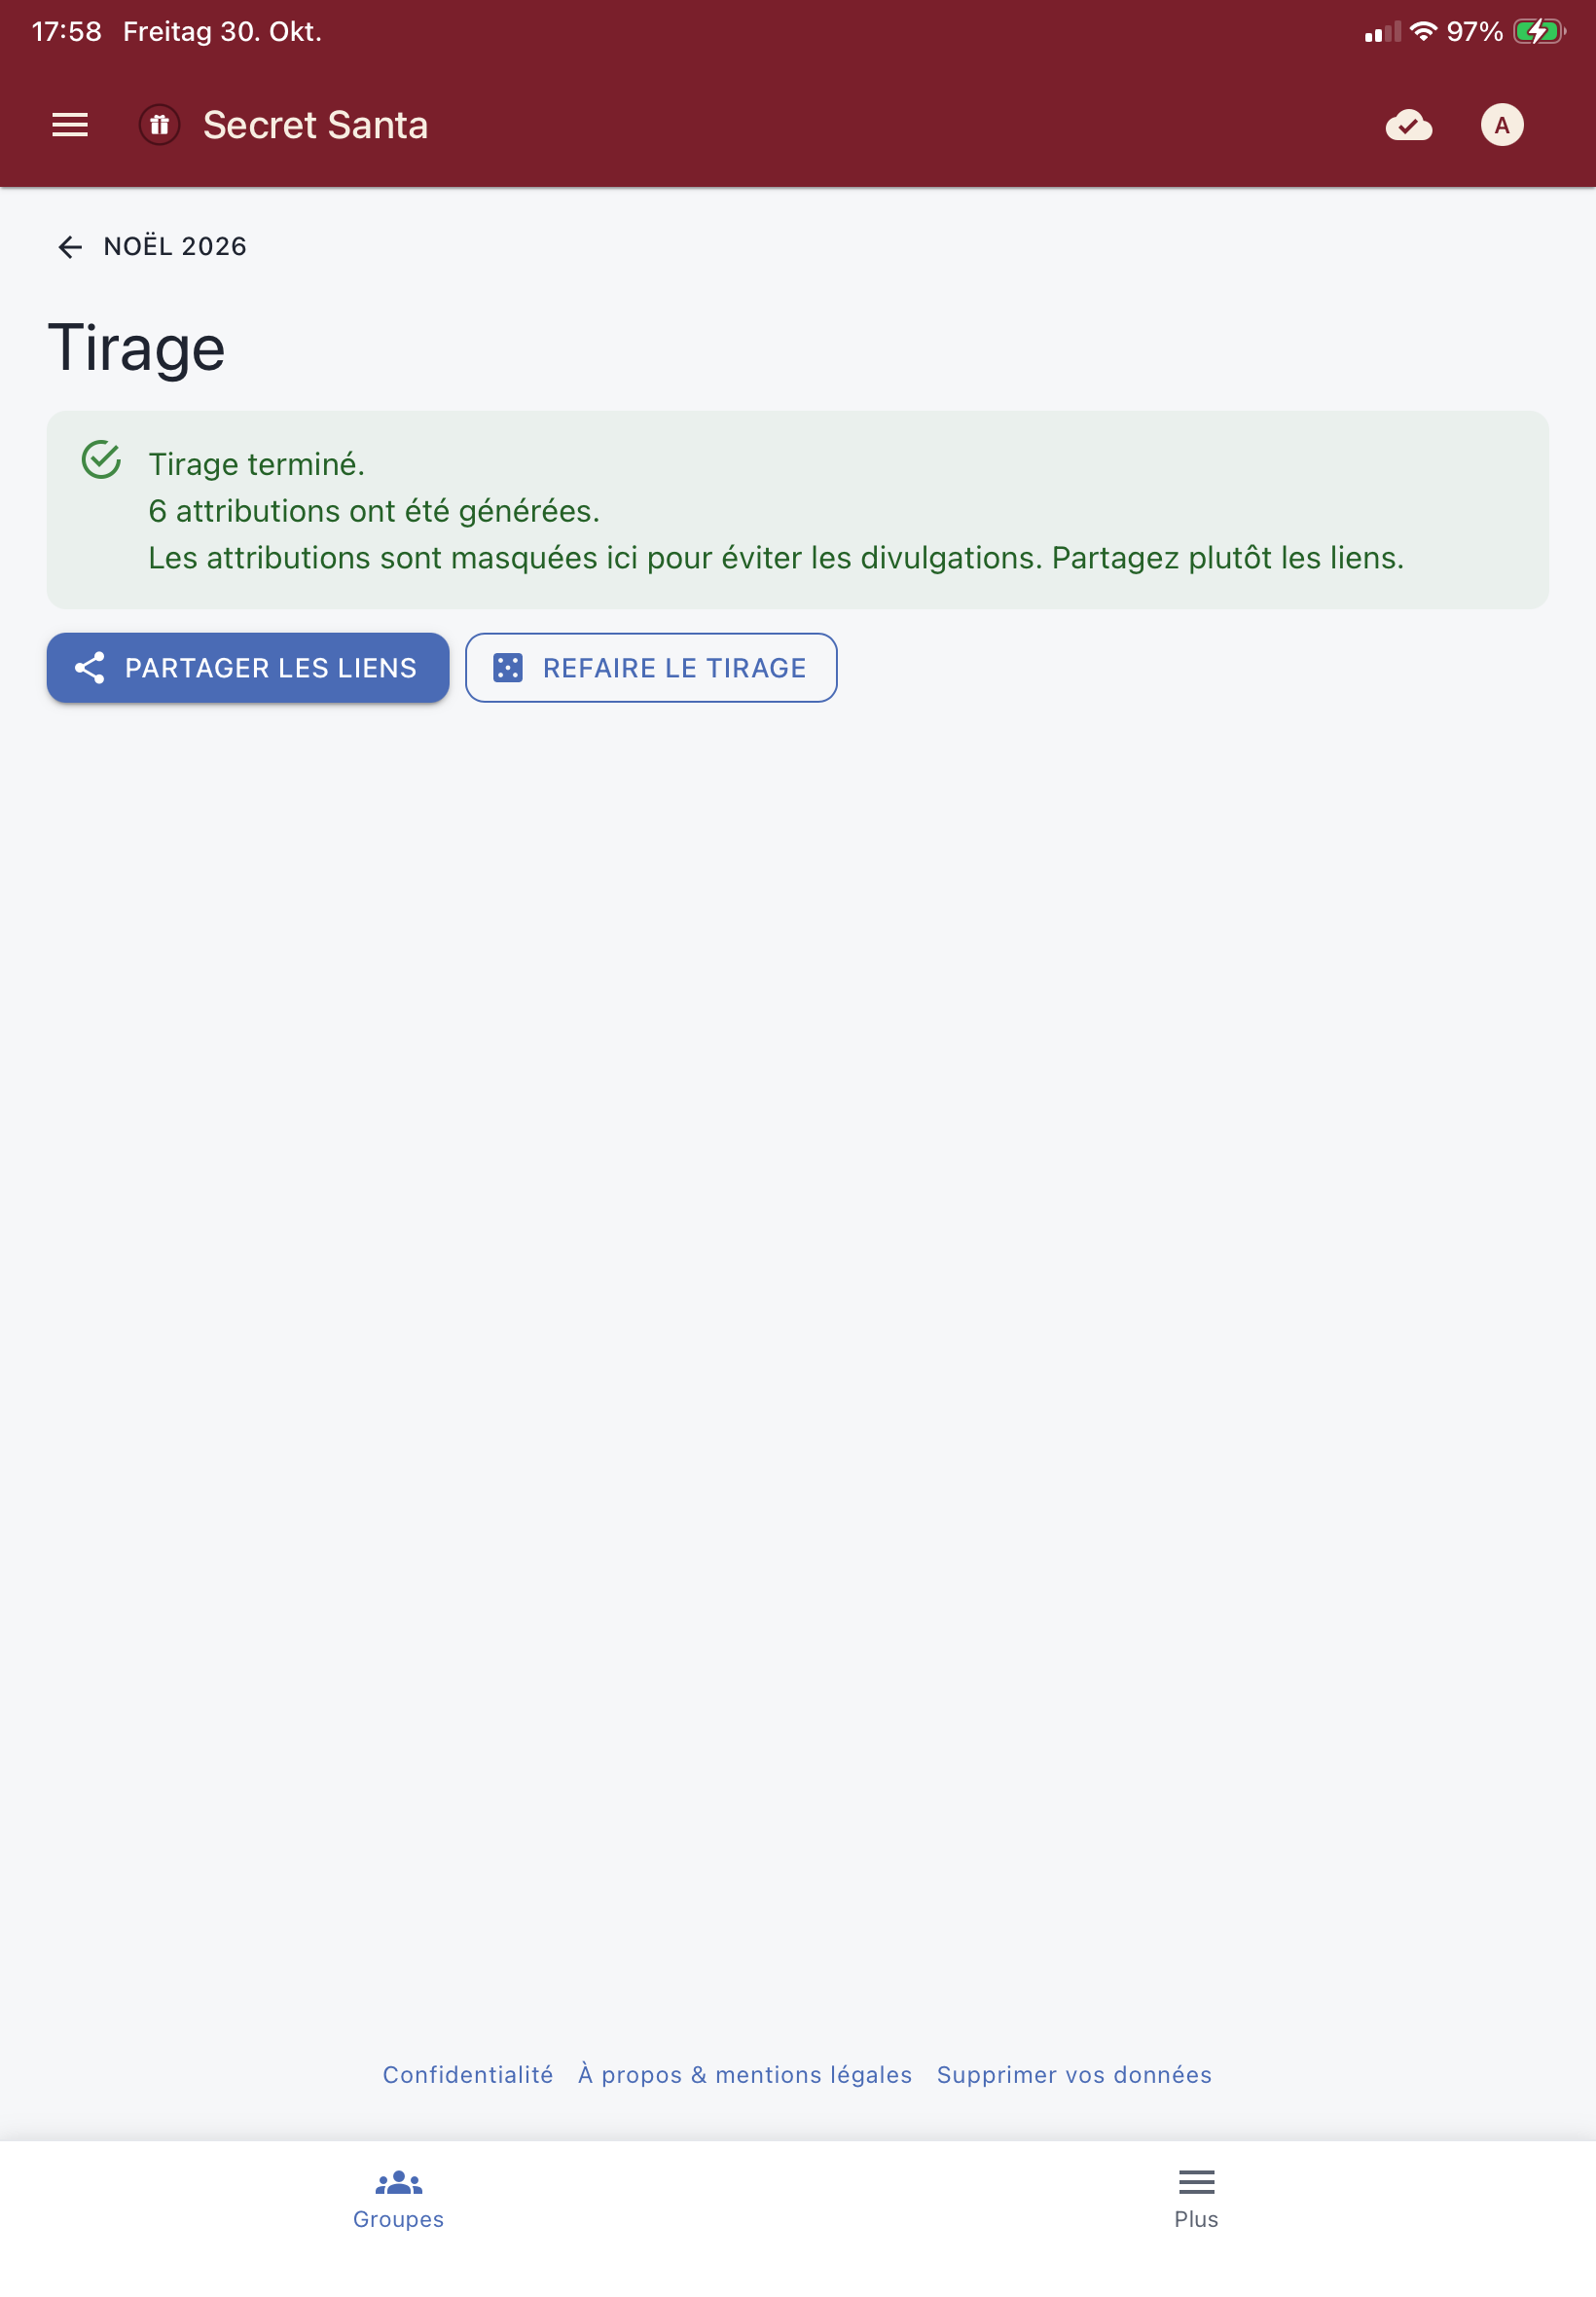 17:58 Freitag 30. Okt. 97%
Secret Santa A
NOËL 2026
Tirage
Tirage terminé.
6 attributions ont été générées.
Les attributions sont masquées ici pour éviter les divulgations. Partagez plutôt les liens.
PARTAGER LES LIENS REFAIRE LE TIRAGE
Confidentialité À propos & mentions légales Supprimer vos données
Groupes Plus